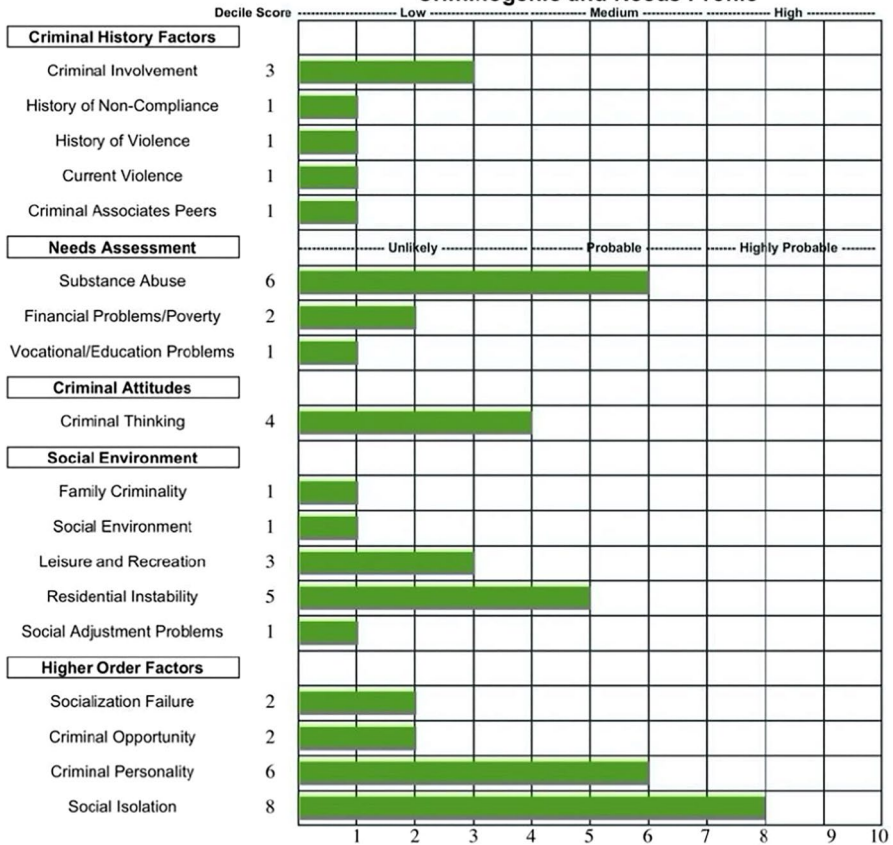 Criminogenic and Needs Profile
Decile Score Low Medium High
Criminal History Factors
Criminal Involvement 3
History of Non-Compliance 1
History of Violence 1
Current Violence 1
Criminal Associates Peers 1
Needs Assessment Unlikely Probable Highly Probable
Substance Abuse 6
Financial Problems/Poverty 2
Vocational/Education Problems 1
Criminal Attitudes
Criminal Thinking 4
Social Environment
Family Criminality 1
Social Environment 1
Leisure and Recreation 3
Residential Instability 5
Social Adjustment Problems 1
Higher Order Factors
Socialization Failure 2
Criminal Opportunity 2
Criminal Personality 6
Social Isolation 8
1 2 3 4 5 6 7 8 9 10